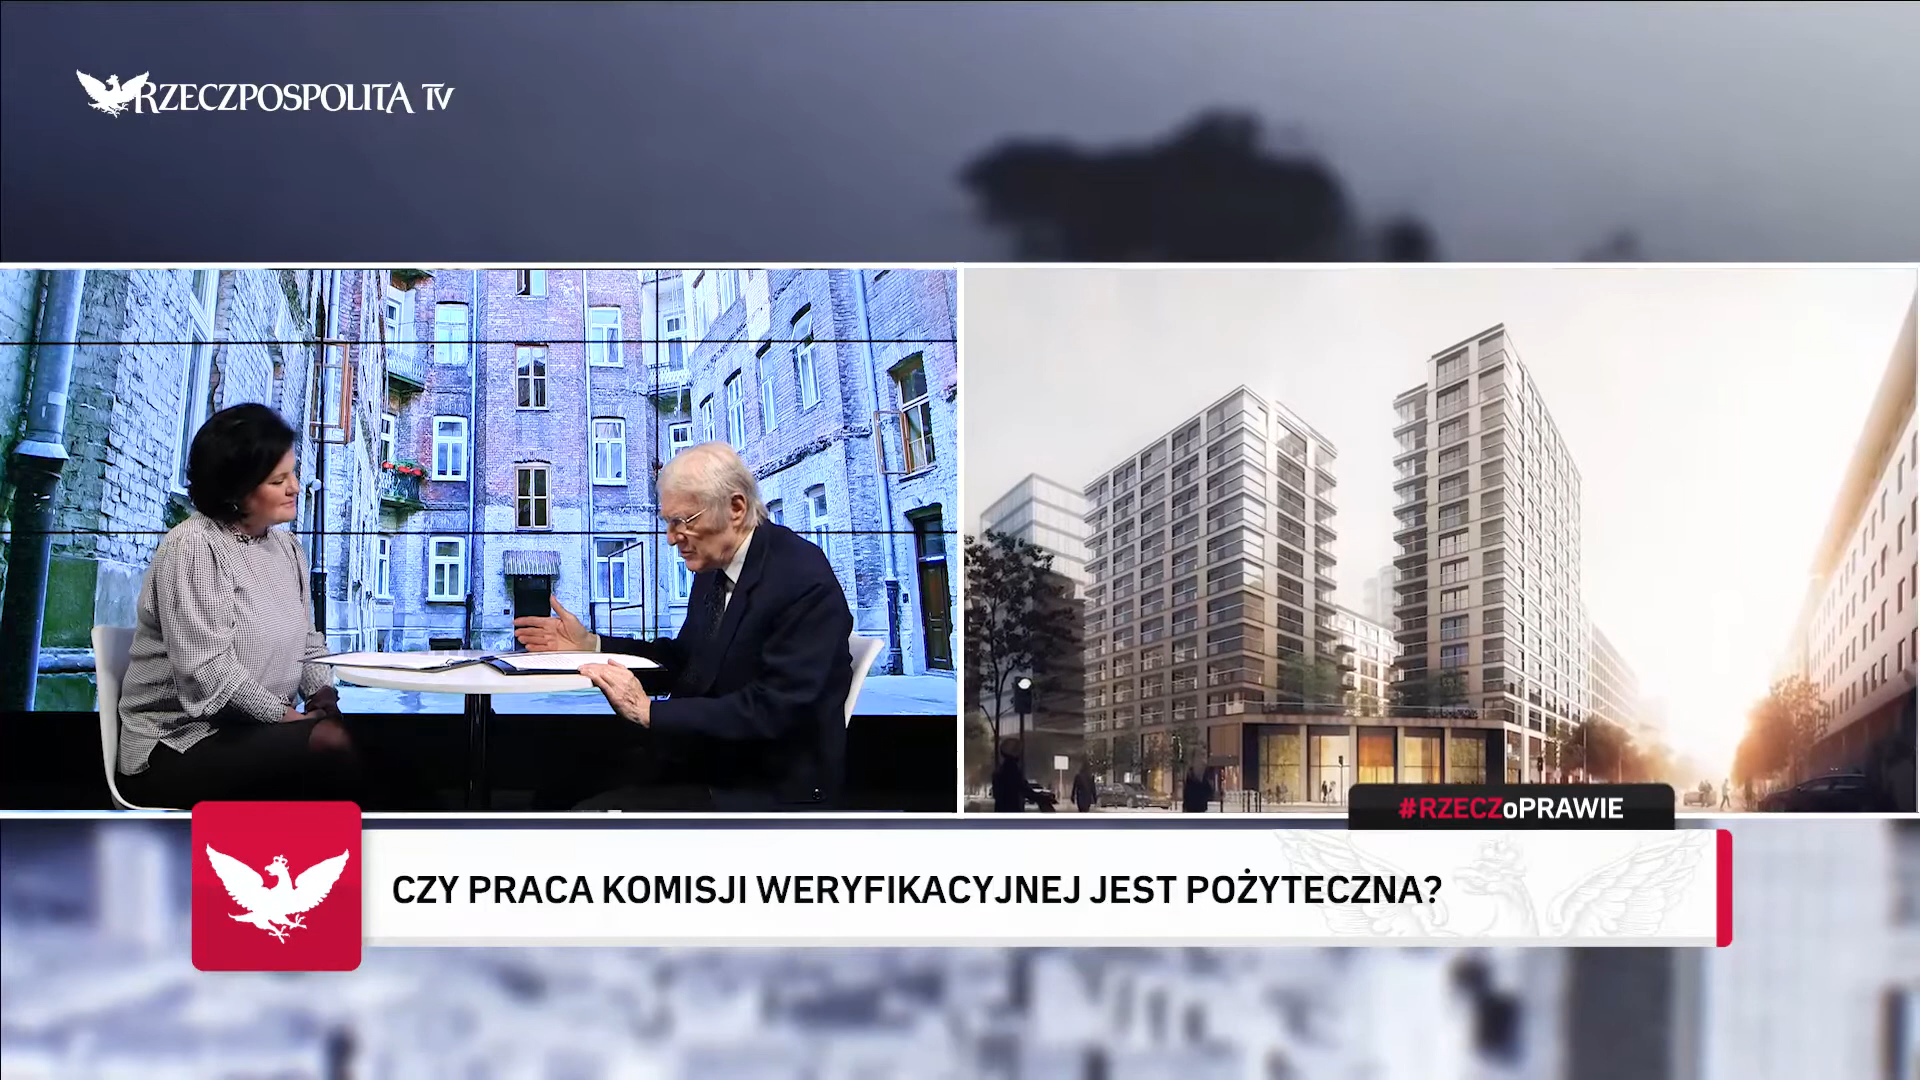 RZECZPOSPOLITA TV
#RZECZoPRAWIE
CZY PRACA KOMISJI WERYFIKACYJNEJ JEST POŻYTECZNA?